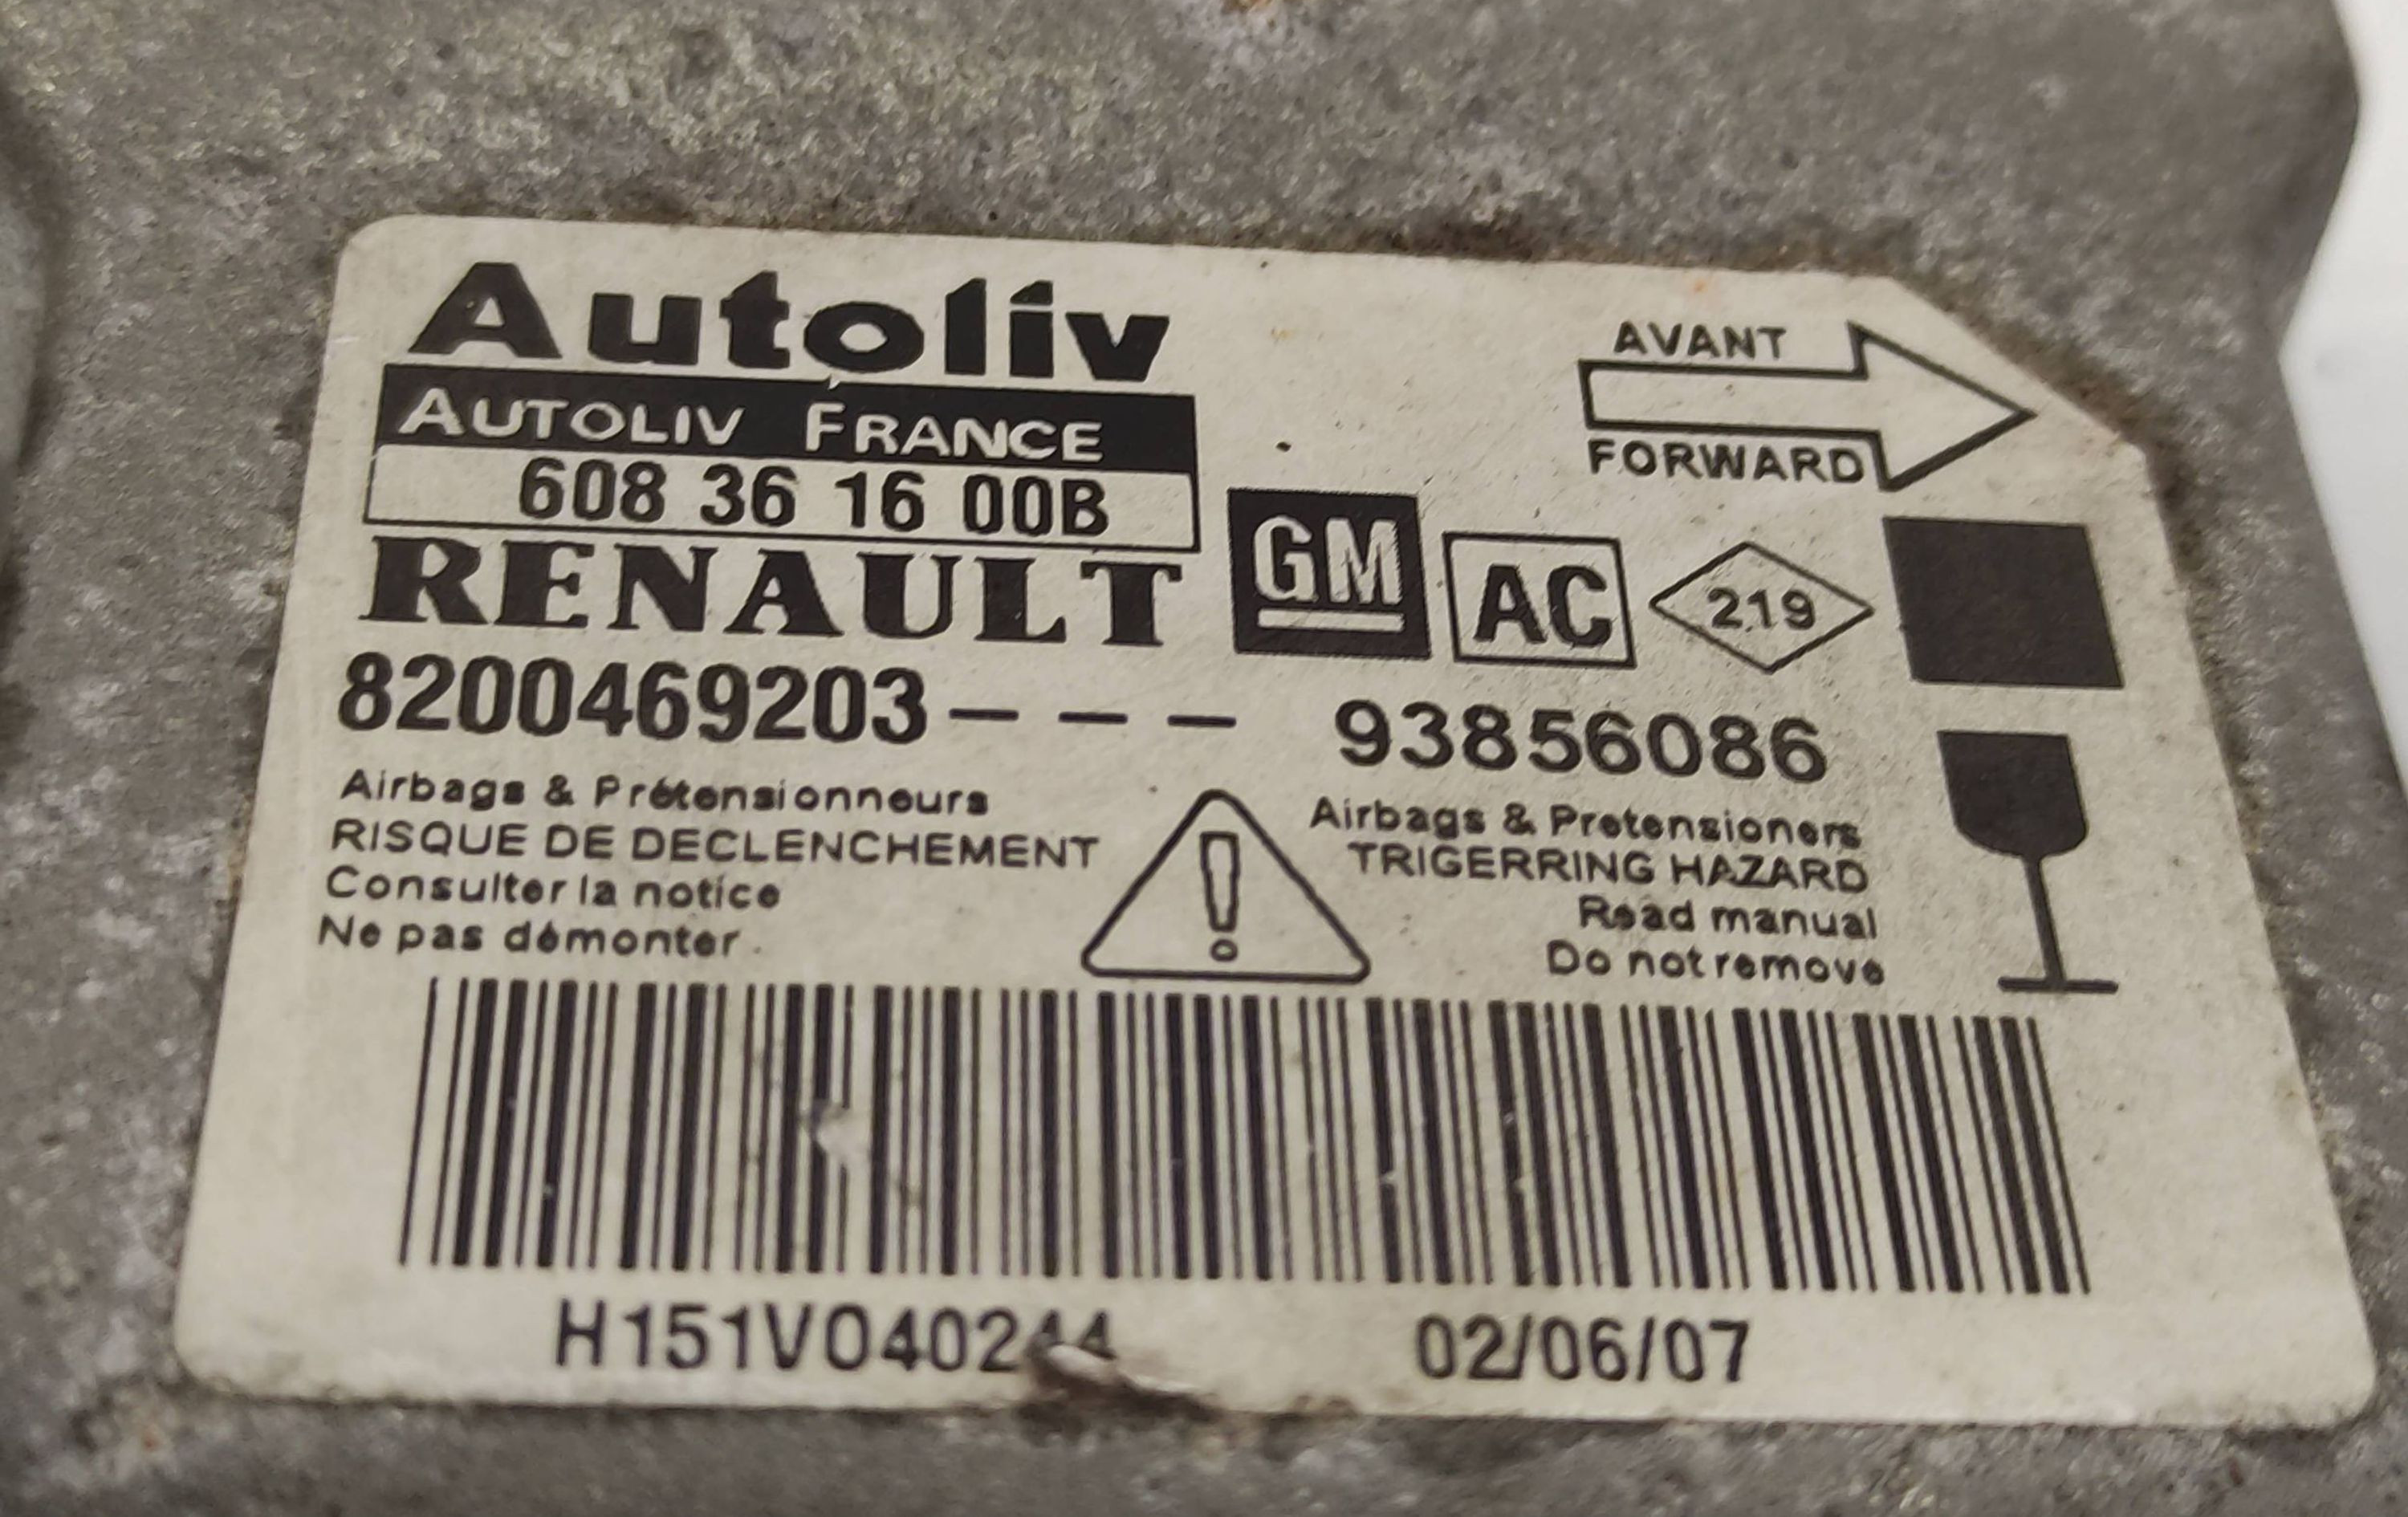 Autoliv
AUTOLIV FRANCE
608 36 16 00B
AVANT
FORWARD
RENAULT GM AC 219
8200469203--- 93856086
Airbags & Prétensionneurs
RISQUE DE DECLENCHEMENT
Consulter la notice
Ne pas démonter.
Airbags & Pretensioners
TRIGERRING HAZARD
Read manual
Do not remove
H151V040244 02/06/07